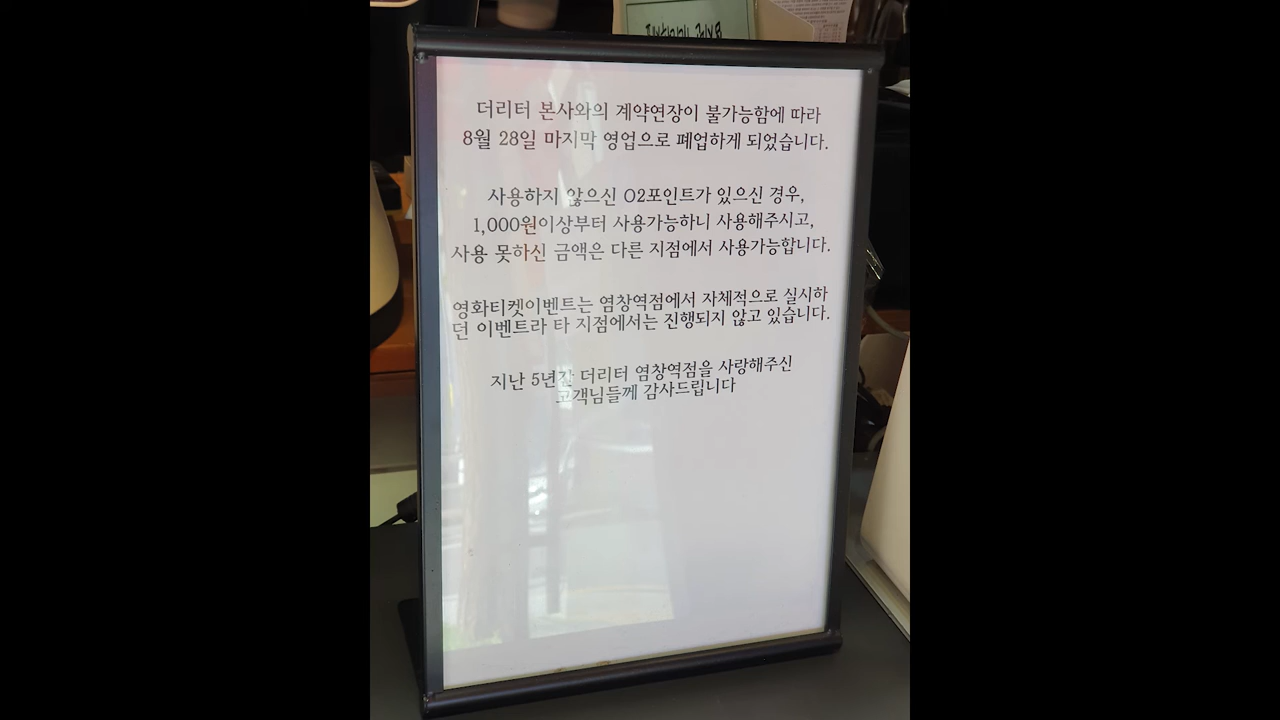 더리터 본사와의 계약연장이 불가능함에 따라
8월 28일 마지막 영업으로 폐업하게 되었습니다.
사용하지 않으신 O2포인트가 있으신 경우,
1,000원이상부터 사용가능하니 사용해주시고,
사용 못하신 금액은 다른 지점에서 사용가능합니다.
영화티켓이벤트는 염창역점에서 자체적으로 실시하
던 이벤트라 타 지점에서는 진행되지 않고 있습니다.
지난 5년간 더리터 염창역점을 사랑해주신
고객님들께 감사드립니다